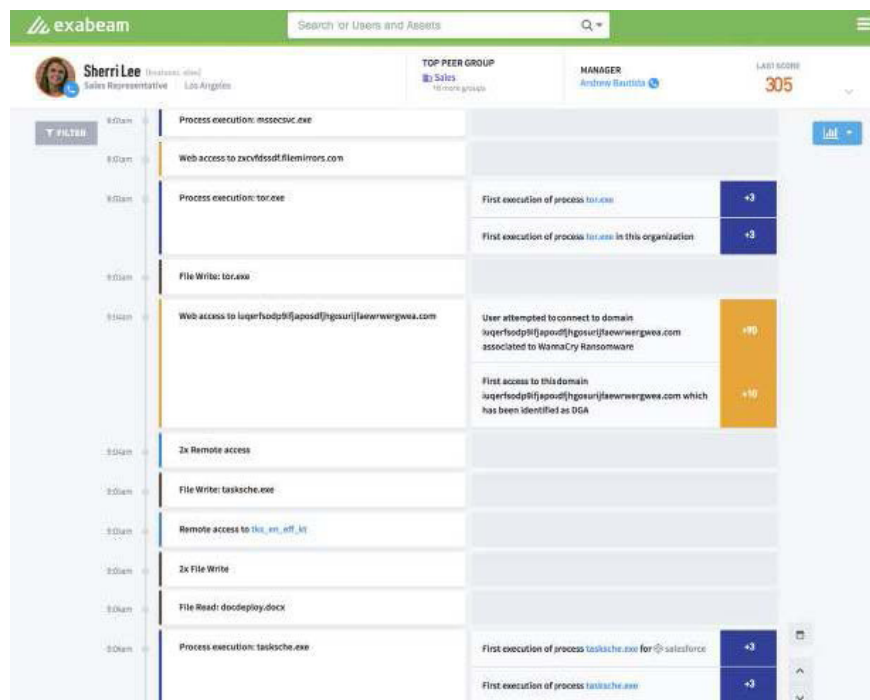 exabeam
Search for Users and Assets
Sherri Lee
Sales Representative Los Angeles
TOP PEER GROUP
Sales
MANAGER
Andrew Bautista
LAST SCORE
305
FILTER
Process execution: mssecsvc.exe
Web access to zxcvfdssdf.filemirrors.com
Process execution: tor.exe
First execution of process tor.exe
+3
First execution of process tor.exe in this organization
+3
File Write: tor.exe
Web access to iuqerfsodp9ifjaposdfjhgosurijfaewrwergwea.com
User attempted to connect to domain
iuqerfsodp9ifjaposdfjhgosurijfaewrwergwea.com
associated to WannaCry Ransomware
+90
First access to this domain
iuqerfsodp9ifjaposdfjhgosurijfaewrwergwea.com which
has been identified as DGA
+10
2x Remote access
File Write: tasksche.exe
Remote access to
2x File Write
File Read: docdeploy.docx
Process execution: tasksche.exe
First execution of process tasksche.exe for salesforce
+3
First execution of process tasksche.exe
+3